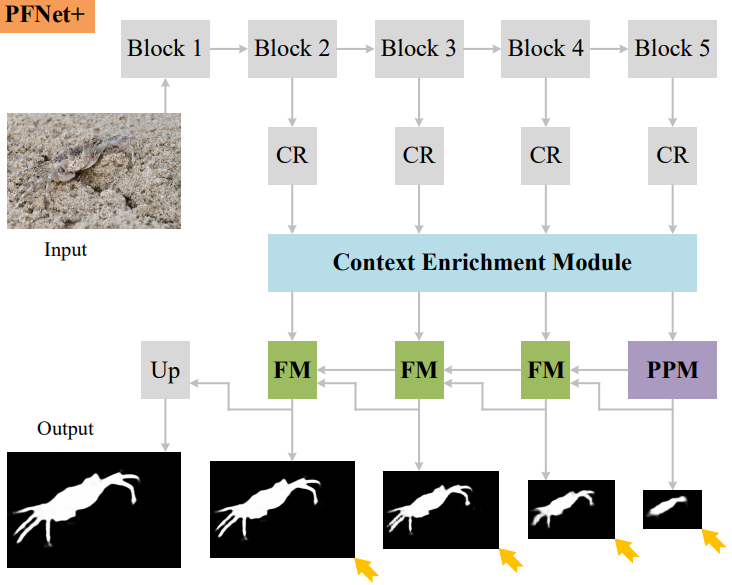 PFNet+
Block 1
Block 2
Block 3
Block 4
Block 5
CR
CR
CR
CR
Input
Context Enrichment Module
Up
FM
FM
FM
PPM
Output